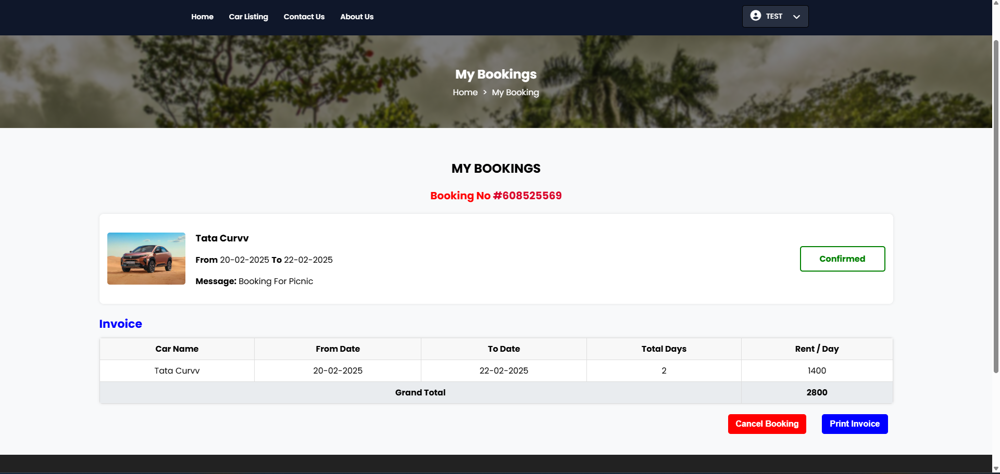 Home Car Listing Contact Us About Us TEST
My Bookings
Home > My Booking
MY BOOKINGS
Booking No #608525569
Tata Curvv
From 20-02-2025 To 22-02-2025
Message: Booking For Picnic
Confirmed
Invoice
Car Name From Date To Date Total Days Rent / Day
Tata Curvv 20-02-2025 22-02-2025 2 1400
Grand Total 2800
Cancel Booking Print Invoice